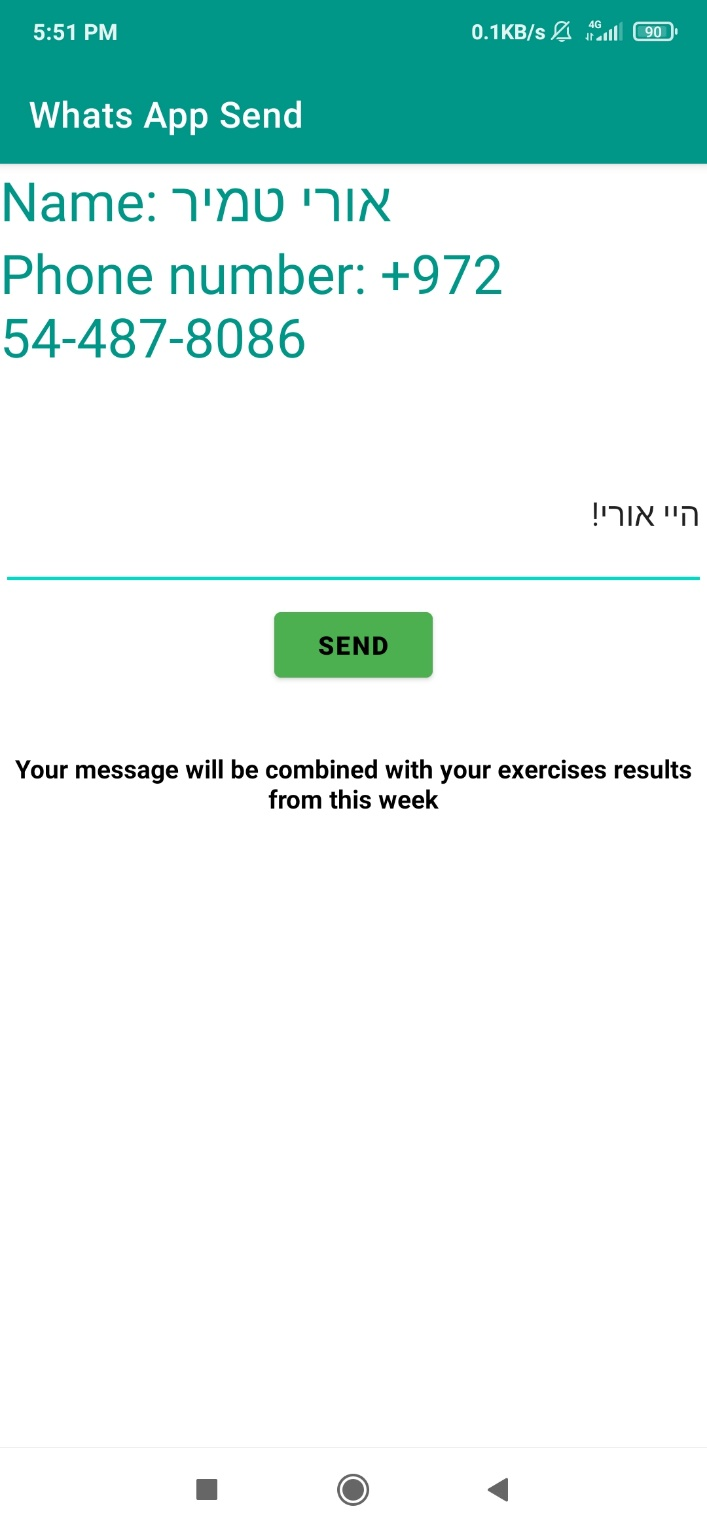 5:51 PM 0.1KB/s 4G 90
Whats App Send
Name: אורי טמיר
Phone number: +972
54-487-8086
היי אורי!
SEND
Your message will be combined with your exercises results
from this week